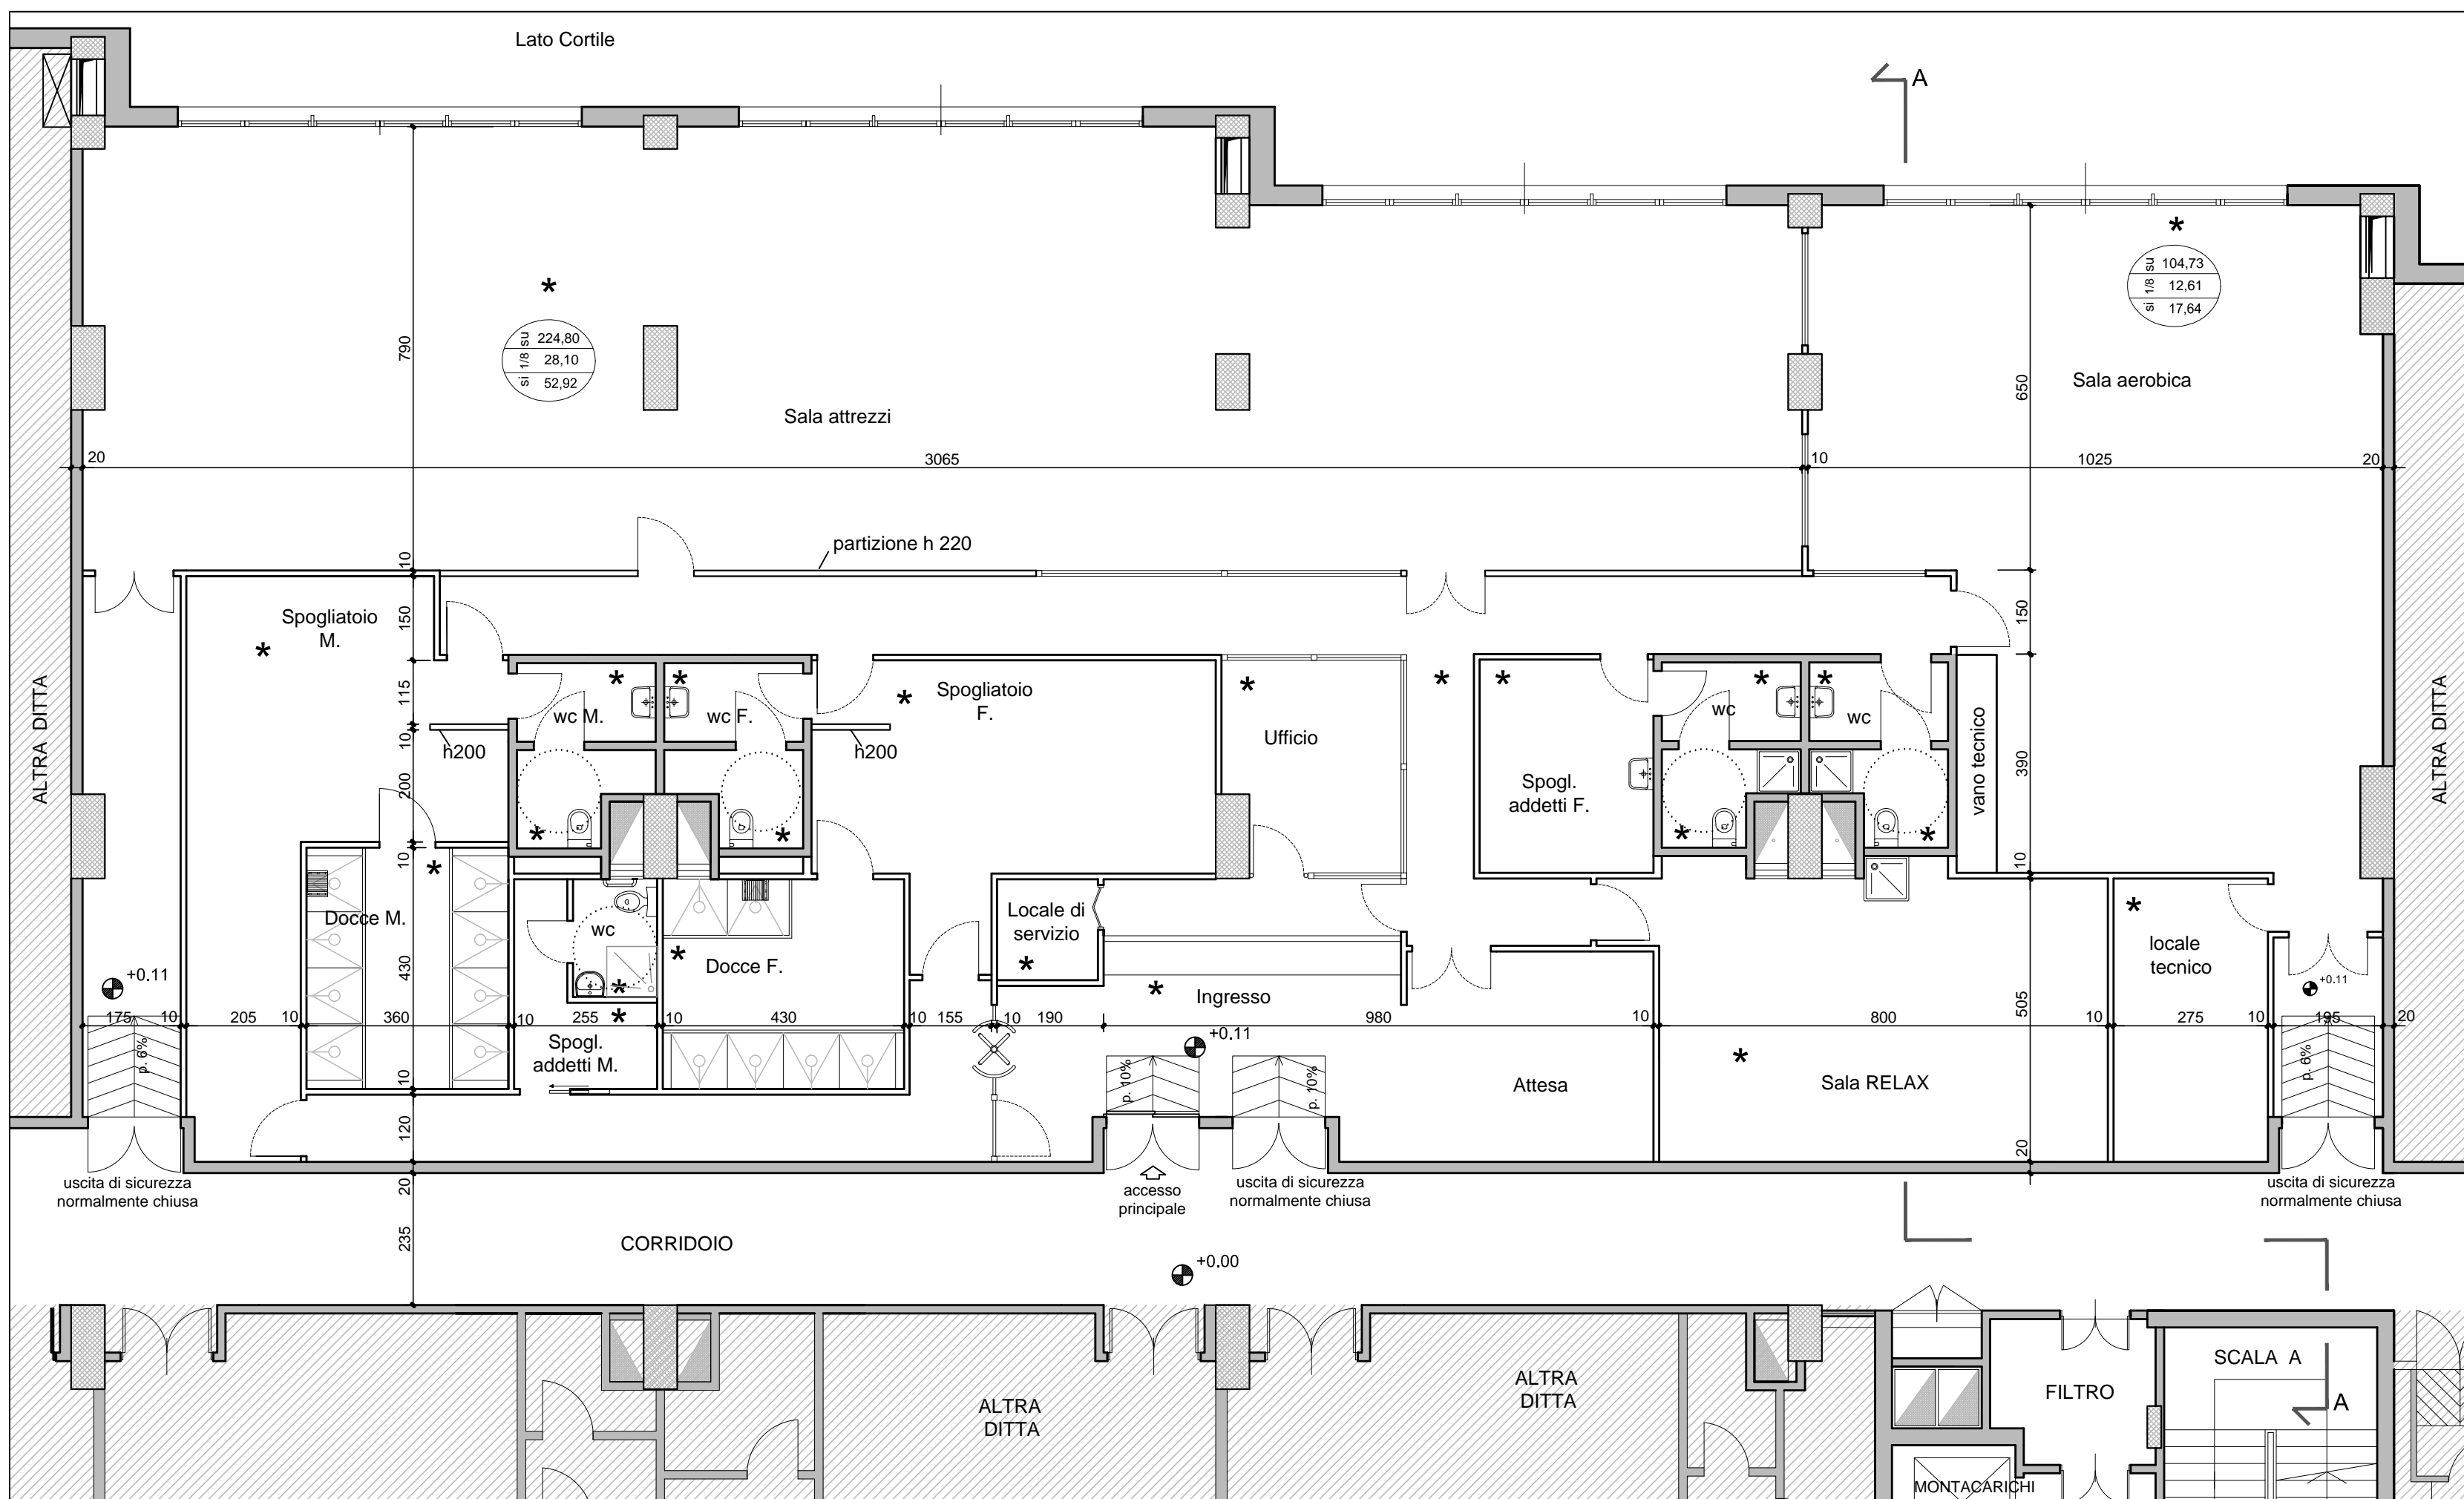 Lato Cortile
A
su 104,73
1/8 12,61
si 17,64
su 224,80
1/8 28,10
si 52,92
790
650
Sala aerobica
Sala attrezzi
20
3065
10
1025
20
partizione h 220
10
150
150
Spogliatoio
M.
ALTRA DITTA
ALTRA DITTA
115
Spogliatoio
F.
wc M.
wc F.
wc
wc
Ufficio
vano tecnico
10
h200
h200
390
200
Spogl.
addetti F.
10
10
Docce M.
Locale di
servizio
wc
Docce F.
locale
tecnico
430
+0.11
+0.11
Ingresso
505
175
10
205
10
360
10
255
10
430
10
155
10
190
980
10
800
10
275
10
195
20
+0.11
Spogl.
addetti M.
p. 6%
p. 10%
p. 10%
p. 6%
10
Attesa
Sala RELAX
120
20
20
uscita di sicurezza
normalmente chiusa
accesso
principale
uscita di sicurezza
normalmente chiusa
uscita di sicurezza
normalmente chiusa
235
CORRIDOIO
+0.00
ALTRA
DITTA
ALTRA
DITTA
FILTRO
SCALA A
A
MONTACARICHI